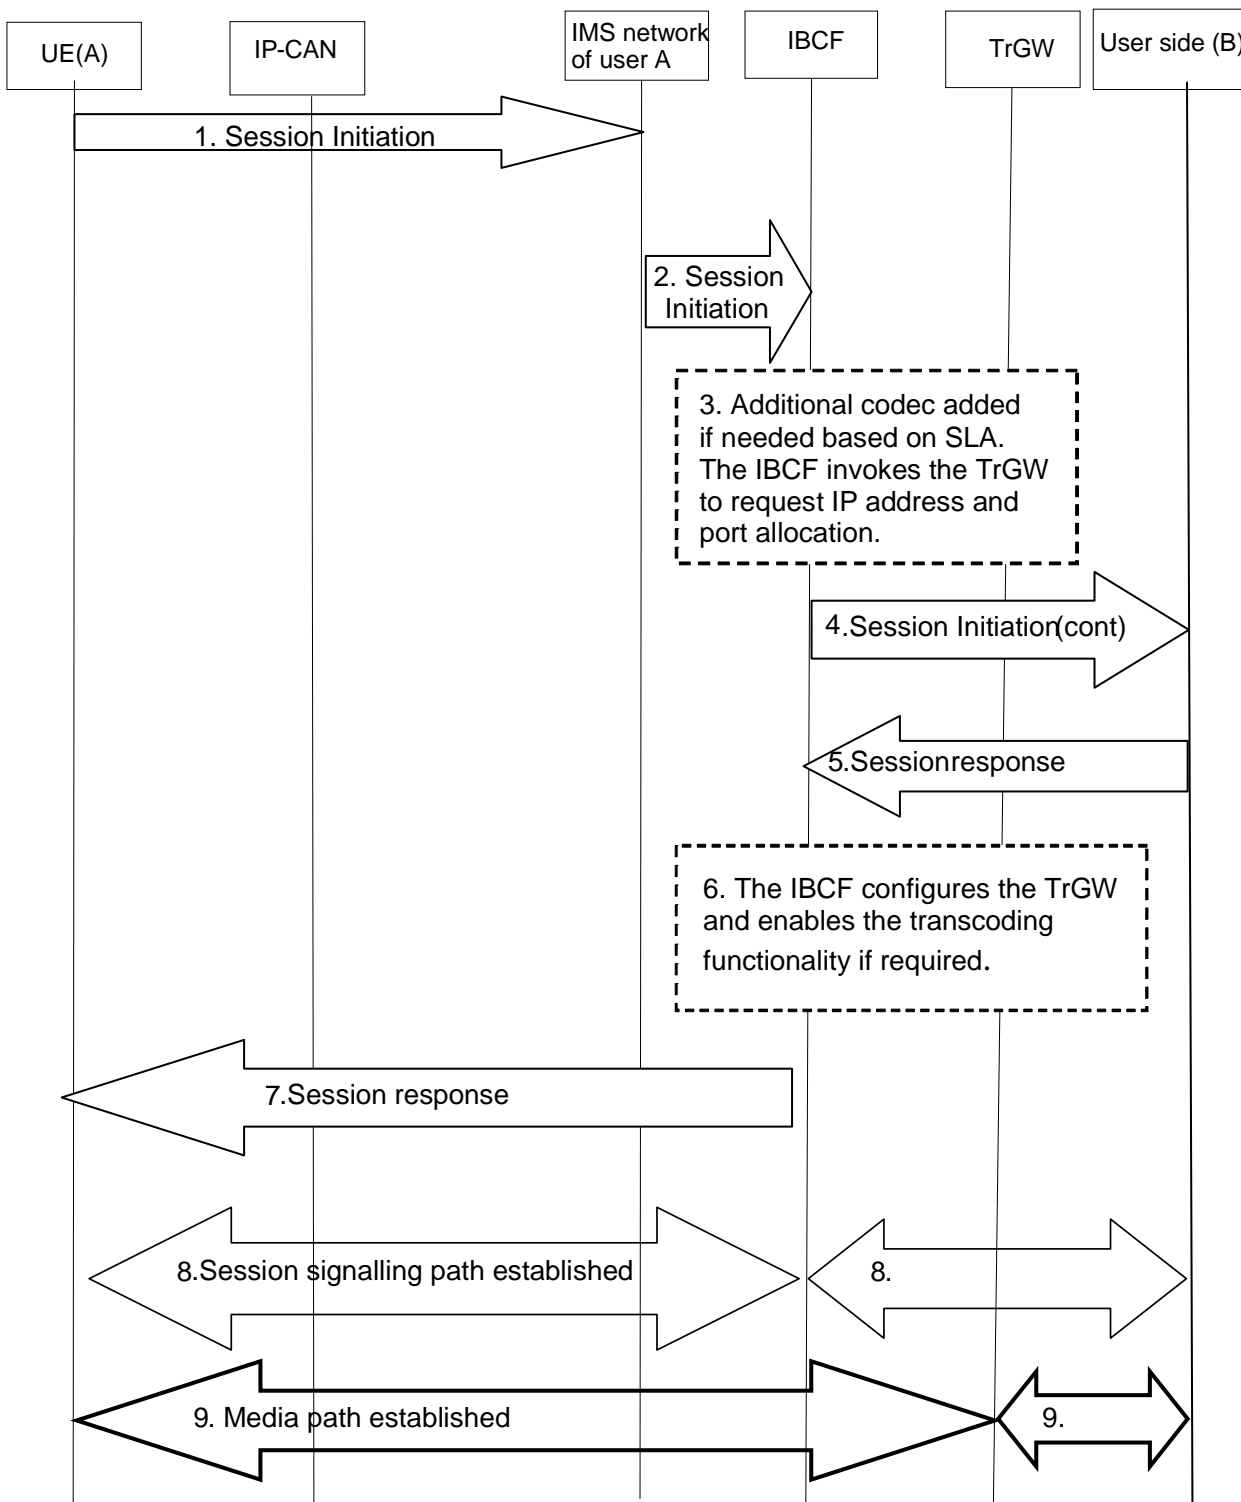 UE(A)
IP-CAN
IMS network
of user A
IBCF
TrGW
User side (B)
1. Session Initiation
2. Session
Initiation
3. Additional codec added
if needed based on SLA.
The IBCF invokes the TrGW
to request IP address and
port allocation.
4.Session Initiation(cont)
5.Session response
6. The IBCF configures the TrGW
and enables the transcoding
functionality if required.
7.Session response
8.Session signalling path established
8.
9. Media path established
9.